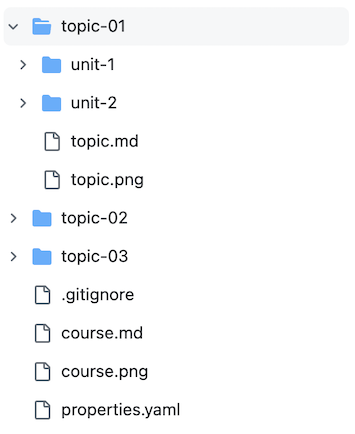 topic-01
unit-1
unit-2
topic.md
topic.png
topic-02
topic-03
.gitignore
course.md
course.png
properties.yaml